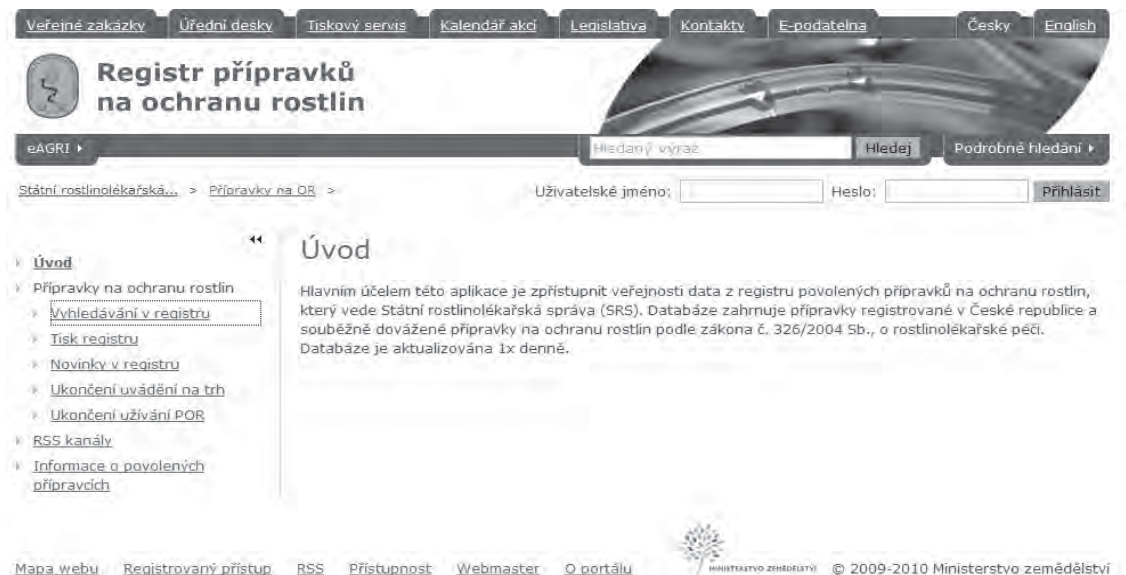 Veřejné zakázky Úřední desky Tiskový servis Kalendář akcí Legislativa Kontakty E-podatelna Česky English
Registr přípravků
na ochranu rostlin
eAGRI Hledaný výraz Hledej Podrobné hledání
Státní rostlinolékařská... > Přípravky na OR > Uživatelské jméno: Heslo: Přihlásit
Úvod
Přípravky na ochranu rostlin
Vyhledávání v registru
Tisk registru
Novinky v registru
Ukončení uvádění na trh
Ukončení užívání POR
RSS kanály
Informace o povolených
přípravcích
Úvod
Hlavním účelem této aplikace je zpřístupnit veřejnosti data z registru povolených přípravků na ochranu rostlin,
který vede Státní rostlinolékařská správa (SRS). Databáze zahrnuje přípravky registrované v České republice a
souběžně dovážené přípravky na ochranu rostlin podle zákona č. 326/2004 Sb., o rostlinolékařské péči.
Databáze je aktualizována 1x denně.
Mapa webu Registrovaný přístup RSS Přístupnost Webmaster O portálu MINISTERSTVO ZEMĚDĚLSTVÍ © 2009-2010 Ministerstvo zemědělství